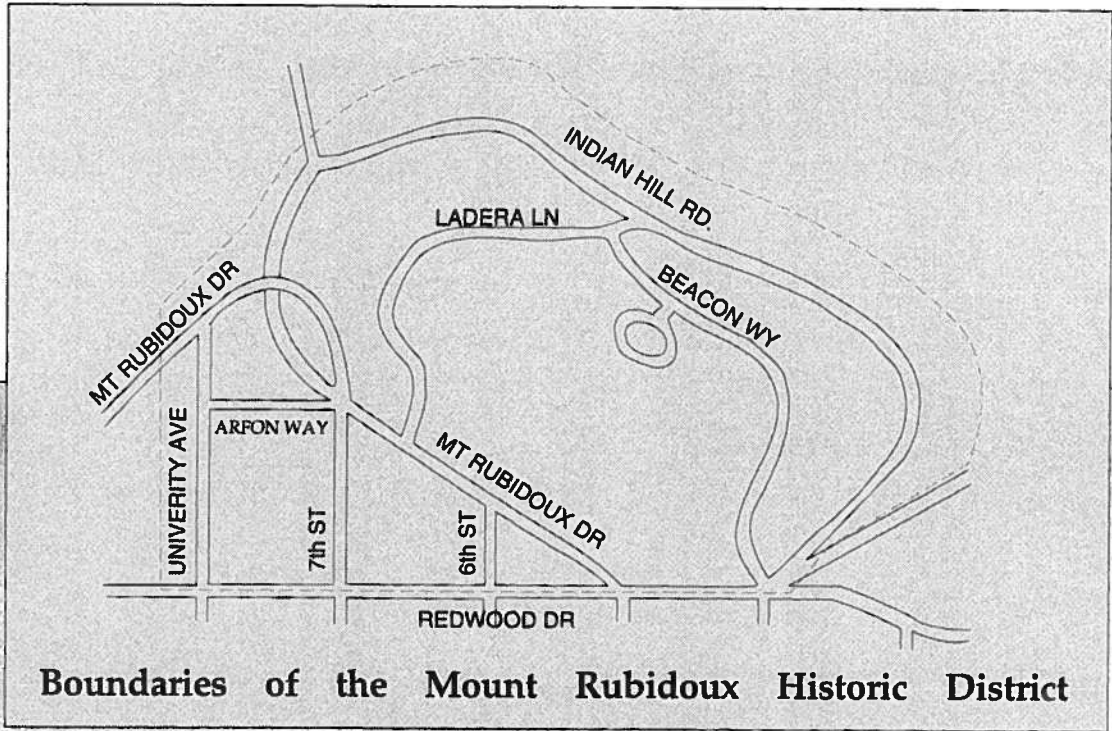 INDIAN HILL RD.
LADERA LN
BEACON WY
MT RUBIDOUX DR
ARFON WAY
UNIVERITY AVE
7th ST
6th ST
MT RUBIDOUX DR
REDWOOD DR
Boundaries of the Mount Rubidoux Historic District